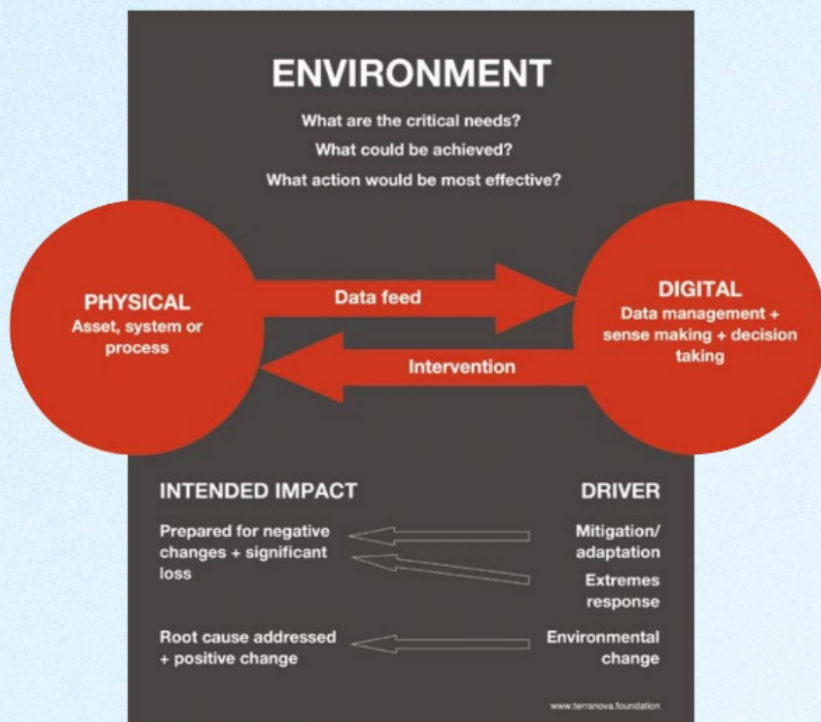 ENVIRONMENT
What are the critical needs?
What could be achieved?
What action would be most effective?
PHYSICAL
Asset, system or
process
Data feed
Intervention
DIGITAL
Data management +
sense making + decision
taking
INTENDED IMPACT
Prepared for negative
changes + significant
loss
Root cause addressed
+ positive change
DRIVER
Mitigation/
adaptation
Extremes
response
Environmental
change
www.terranova.foundation